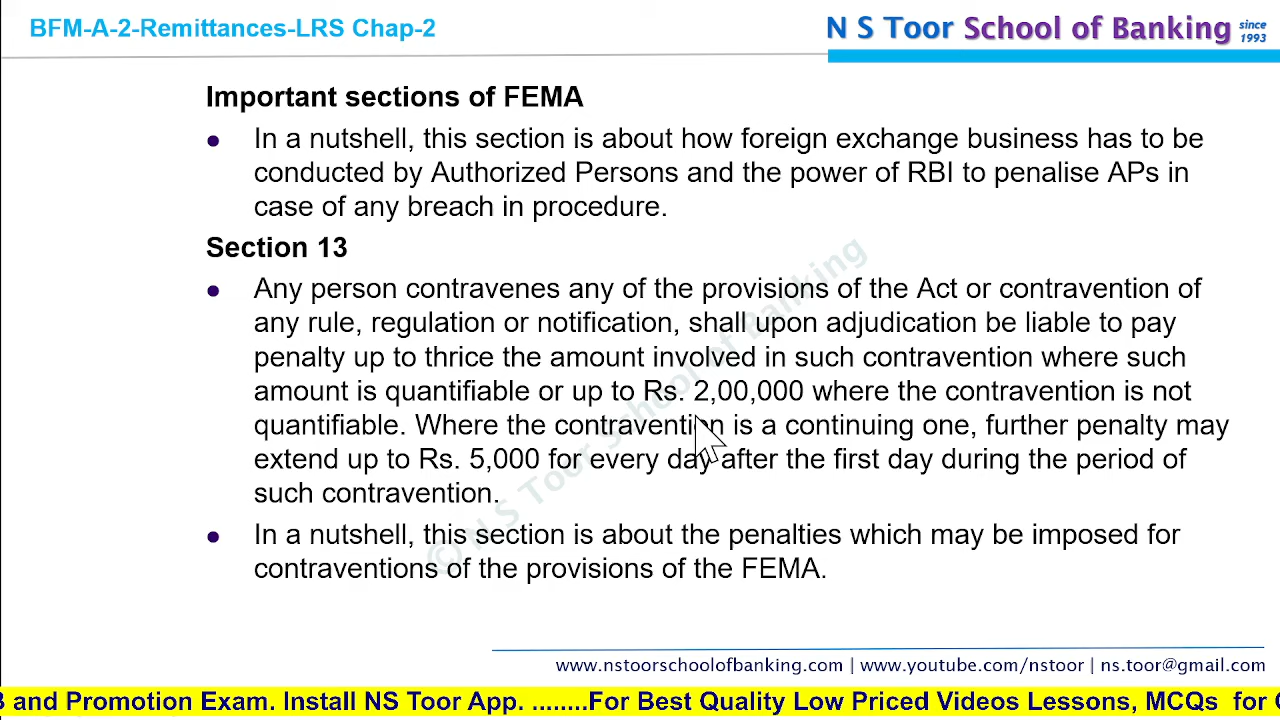 BFM-A-2-Remittances-LRS Chap-2
N S Toor School of Banking since 1993
Important sections of FEMA
• In a nutshell, this section is about how foreign exchange business has to be
conducted by Authorized Persons and the power of RBI to penalise APs in
case of any breach in procedure.
Section 13
• Any person contravenes any of the provisions of the Act or contravention of
any rule, regulation or notification, shall upon adjudication be liable to pay
penalty up to thrice the amount involved in such contravention where such
amount is quantifiable or up to Rs. 2,00,000 where the contravention is not
quantifiable. Where the contravention is a continuing one, further penalty may
extend up to Rs. 5,000 for every day after the first day during the period of
such contravention.
• In a nutshell, this section is about the penalties which may be imposed for
contraventions of the provisions of the FEMA.
© N S Toor School of Banking
www.nstoorschoolofbanking.com | www.youtube.com/nstoor | ns.toor@gmail.com
and Promotion Exam. Install NS Toor App. ........For Best Quality Low Priced Videos Lessons, MCQs for